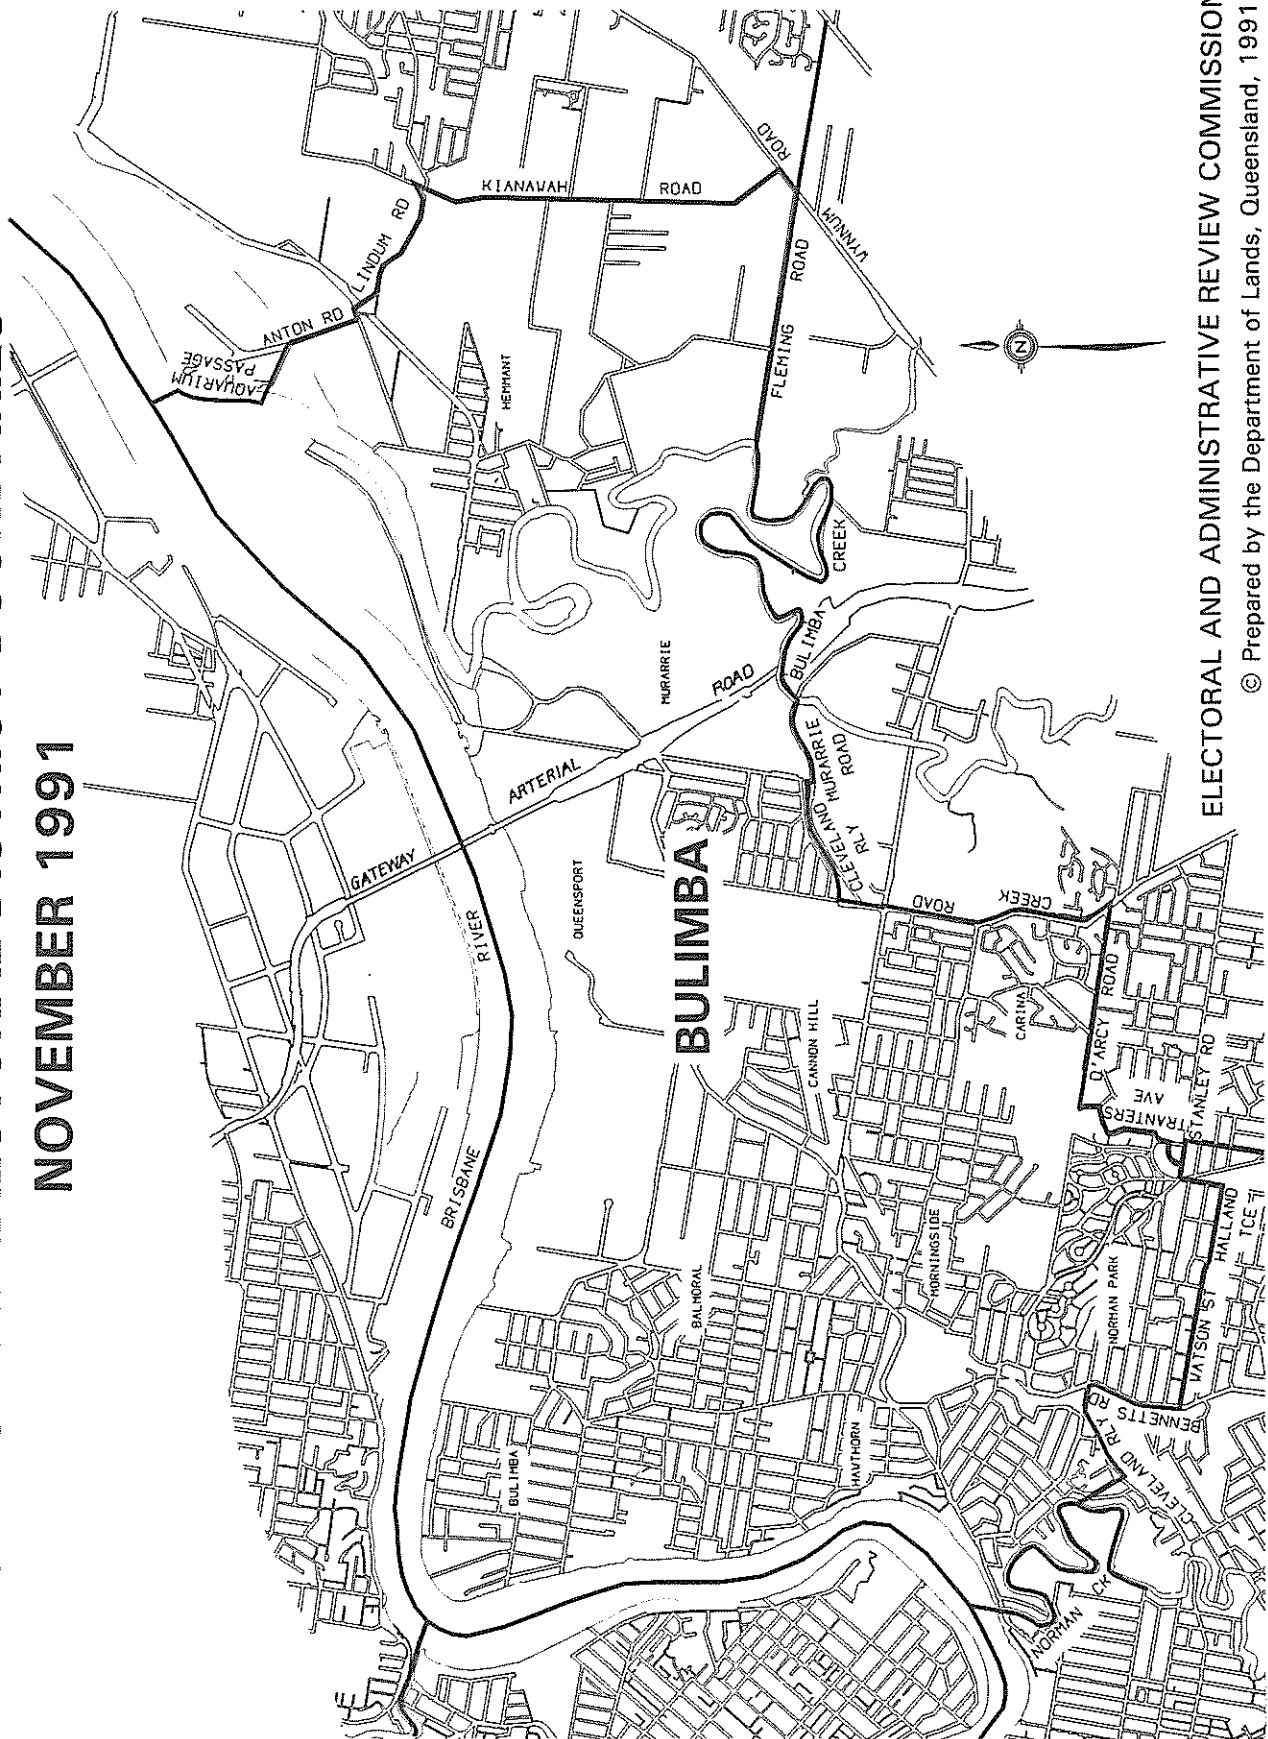 NOVEMBER 1991
BRISBANE
RIVER
GATEWAY
ARTERIAL
ROAD
AQUARIUM
PASSAGE
ANTON RD
LINDUM RD
KIANAWAH
ROAD
HEMMANT
WYNNUM
ROAD
FLEMING
ROAD
MURARRIE
QUEENSPORT
BULIMBA
BULIMBA
CREEK
CLEVELAND
RLY
MURARRIE
ROAD
CREEK
ROAD
CANNON HILL
CARINA
BALMORAL
BULIMBA
HAWTHORN
MORNINGSIDE
NORMAN PARK
D'ARCY
ROAD
TRANTERS
AVE
STANLEY RD
HALLAND
TCE
WATSON ST
BENNETTS RD
CLEVELAND RLY
NORMAN
CK
N
ELECTORAL AND ADMINISTRATIVE REVIEW COMMISSION
© Prepared by the Department of Lands, Queensland, 1991